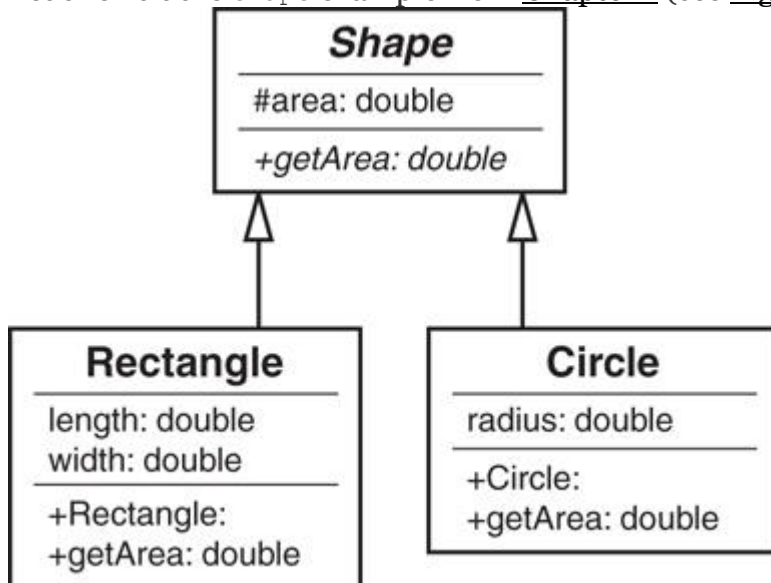 Shape
#area: double
+getArea: double
Rectangle
length: double
width: double
+Rectangle:
+getArea: double
Circle
radius: double
+Circle:
+getArea: double